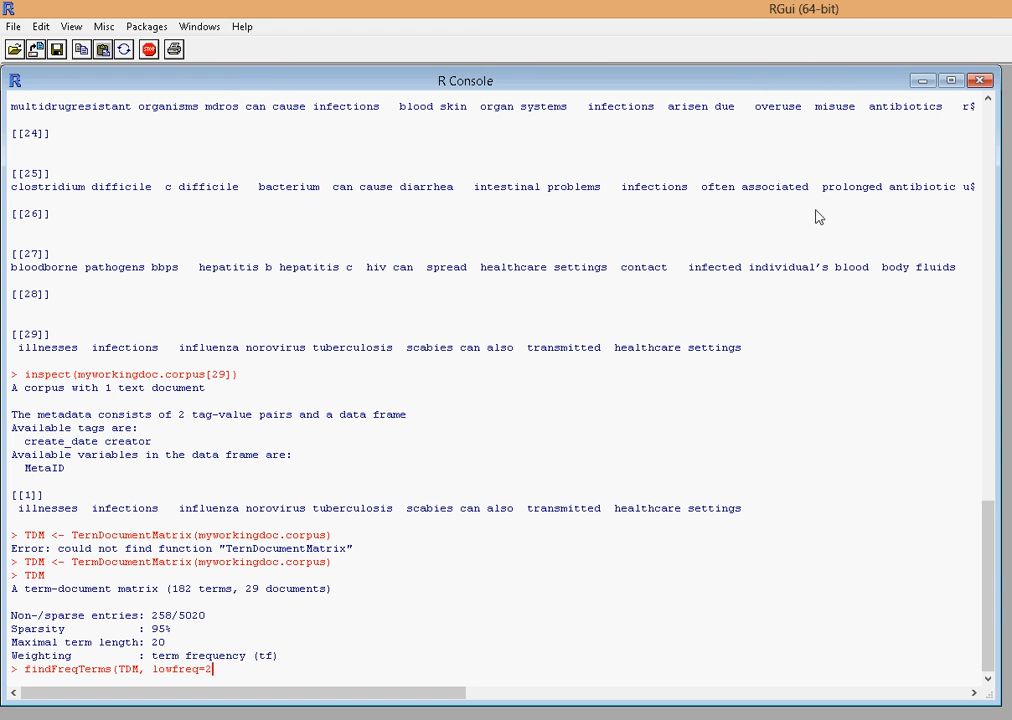 RGui (64-bit)
File Edit View Misc Packages Windows Help
STOP
R Console
multidrugresistant organisms mdros can cause infections blood skin organ systems infections arisen due overuse misuse antibiotics r$
[[24]]
[[25]]
clostridium difficile c difficile bacterium can cause diarrhea intestinal problems infections often associated prolonged antibiotic u$
[[26]]
[[27]]
bloodborne pathogens bbps hepatitis b hepatitis c hiv can spread healthcare settings contact infected individual’s blood body fluids
[[28]]
[[29]]
illnesses infections influenza norovirus tuberculosis scabies can also transmitted healthcare settings
> inspect(myworkingdoc.corpus[29])
A corpus with 1 text document
The metadata consists of 2 tag-value pairs and a data frame
Available tags are:
create_date creator
Available variables in the data frame are:
MetaID
[[1]]
illnesses infections influenza norovirus tuberculosis scabies can also transmitted healthcare settings
> TDM <- TernDocumentMatrix(myworkingdoc.corpus)
Error: could not find function "TernDocumentMatrix"
> TDM <- TermDocumentMatrix(myworkingdoc.corpus)
> TDM
A term-document matrix (182 terms, 29 documents)
Non-/sparse entries: 258/5020
Sparsity : 95%
Maximal term length: 20
Weighting : term frequency (tf)
> findFreqTerms(TDM, lowfreq=2